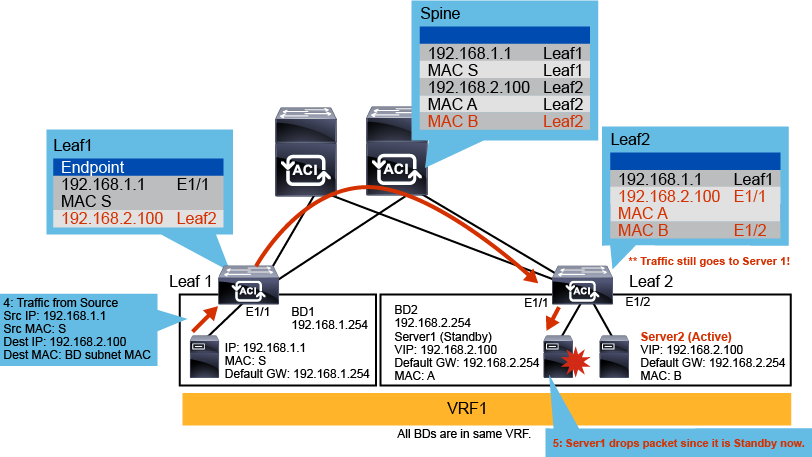 Spine
192.168.1.1 Leaf1
MAC S Leaf1
192.168.2.100 Leaf2
MAC A Leaf2
MAC B Leaf2
Leaf1
Endpoint
192.168.1.1 E1/1
MAC S
192.168.2.100 Leaf2
Leaf2
192.168.1.1 Leaf1
192.168.2.100 E1/1
MAC A
MAC B E1/2
** Traffic still goes to Server 1!
ACI
ACI
Leaf 1
ACI
E1/1
ACI
Leaf 2
E1/1
E1/2
4: Traffic from Source
Src IP: 192.168.1.1
Src MAC: S
Dest IP: 192.168.2.100
Dest MAC: BD subnet MAC
BD1
192.168.1.254
IP: 192.168.1.1
MAC: S
Default GW: 192.168.1.254
BD2
192.168.2.254
Server1 (Standby)
VIP: 192.168.2.100
Default GW: 192.168.2.254
MAC: A
Server2 (Active)
VIP: 192.168.2.100
Default GW: 192.168.2.254
MAC: B
VRF1
All BDs are in same VRF.
5: Server1 drops packet since it is Standby now.